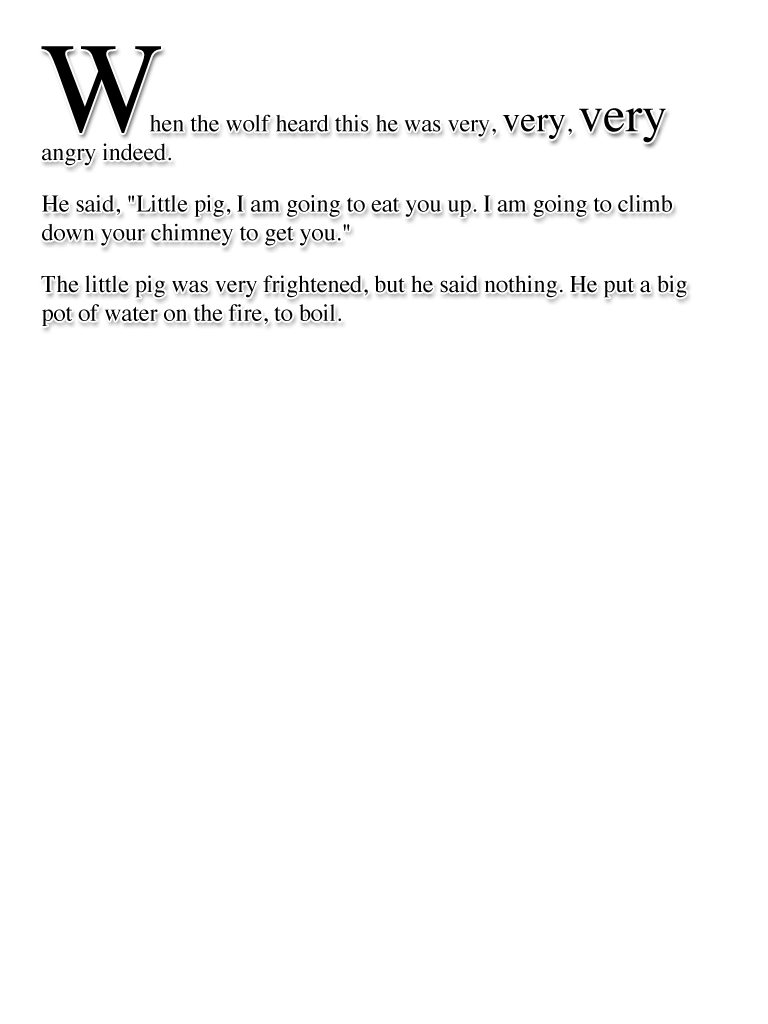 When the wolf heard this he was very, very, very
angry indeed.
He said, "Little pig, I am going to eat you up. I am going to climb
down your chimney to get you."
The little pig was very frightened, but he said nothing. He put a big
pot of water on the fire, to boil.